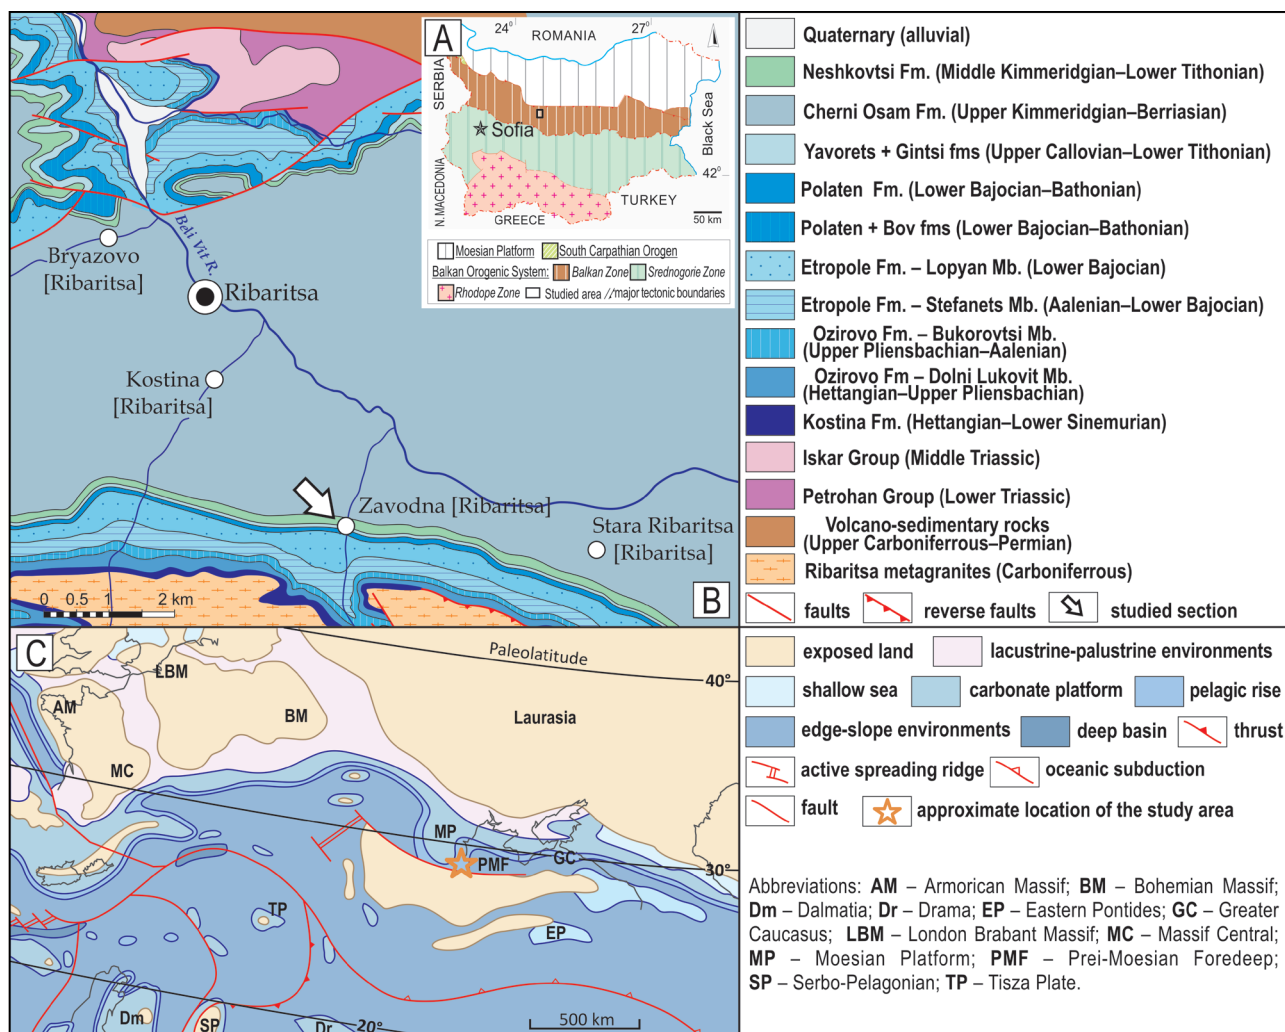 A
24⁰
27⁰
ROMANIA
SERBIA
Black Sea
Sofia
N. MACEDONIA
42⁰
TURKEY
GREECE
50 km
Moesian Platform
South Carpathian Orogen
Balkan Orogenic System:
Balkan Zone
Srednogorie Zone
Rhodope Zone
Studied area
major tectonic boundaries
Beli Vit R.
Bryazovo
[Ribaritsa]
Ribaritsa
Kostina
[Ribaritsa]
Zavodna [Ribaritsa]
Stara Ribaritsa
[Ribaritsa]
0 0.5 1 2 km
B
Quaternary (alluvial)
Neshkovtsi Fm. (Middle Kimmeridgian–Lower Tithonian)
Cherni Osam Fm. (Upper Kimmeridgian–Berriasian)
Yavorets + Gintsi fms (Upper Callovian–Lower Tithonian)
Polaten Fm. (Lower Bajocian–Bathonian)
Polaten + Bov fms (Lower Bajocian–Bathonian)
Etropole Fm. – Lopyan Mb. (Lower Bajocian)
Etropole Fm. – Stefanets Mb. (Aalenian–Lower Bajocian)
Ozirovo Fm. – Bukorovtsi Mb.
(Upper Pliensbachian–Aalenian)
Ozirovo Fm – Dolni Lukovit Mb.
(Hettangian–Upper Pliensbachian)
Kostina Fm. (Hettangian–Lower Sinemurian)
Iskar Group (Middle Triassic)
Petrohan Group (Lower Triassic)
Volcano-sedimentary rocks
(Upper Carboniferrous–Permian)
Ribaritsa metagranites (Carboniferrous)
faults
reverse faults
studied section
C
Paleolatitude
40°
LBM
AM
BM
Laurasia
MC
MP
PMF
GC
30°
TP
EP
Dm
SP
Dr
20°
500 km
exposed land
lacustrine-palustrine environments
shallow sea
carbonate platform
pelagic rise
edge-slope environments
deep basin
thrust
active spreading ridge
oceanic subduction
fault
approximate location of the study area
Abbreviations: AM – Armorican Massif; BM – Bohemian Massif;
Dm – Dalmatia; Dr – Drama; EP – Eastern Pontides; GC – Greater
Caucasus; LBM – London Brabant Massif; MC – Massif Central;
MP – Moesian Platform; PMF – Prei-Moesian Foredeep;
SP – Serbo-Pelagonian; TP – Tisza Plate.